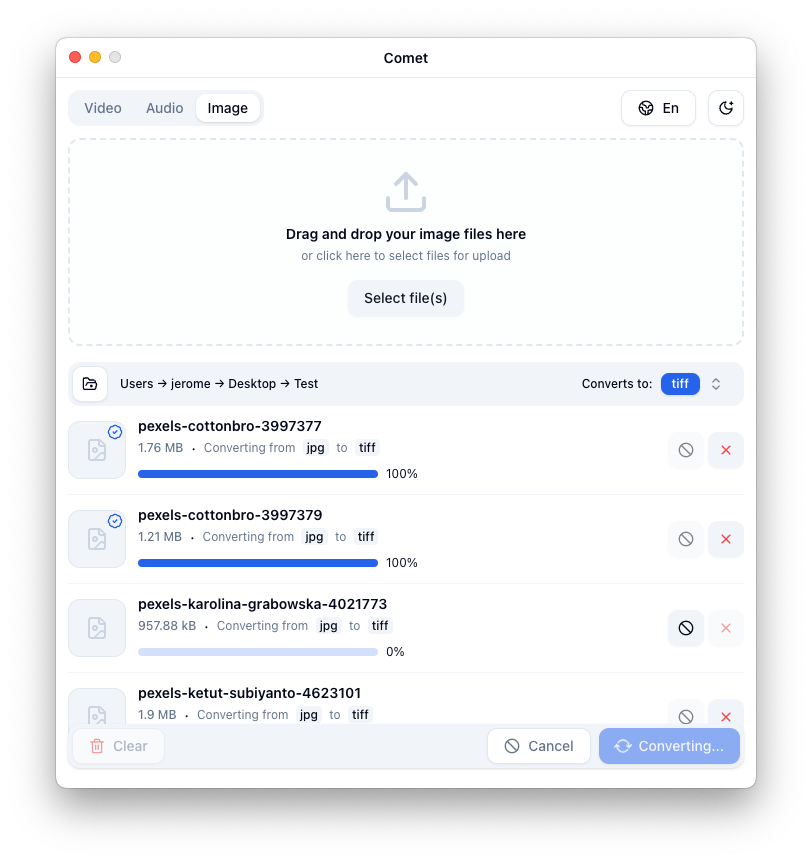 Comet
Video Audio Image En
Drag and drop your image files here
or click here to select files for upload
Select file(s)
Users → jerome → Desktop → Test Converts to: tiff
pexels-cottonbro-3997377
1.76 MB • Converting from jpg to tiff
100%
pexels-cottonbro-3997379
1.21 MB • Converting from jpg to tiff
100%
pexels-karolina-grabowska-4021773
957.88 kB • Converting from jpg to tiff
0%
pexels-ketut-subiyanto-4623101
1.9 MB • Converting from jpg to tiff
Clear Cancel Converting...